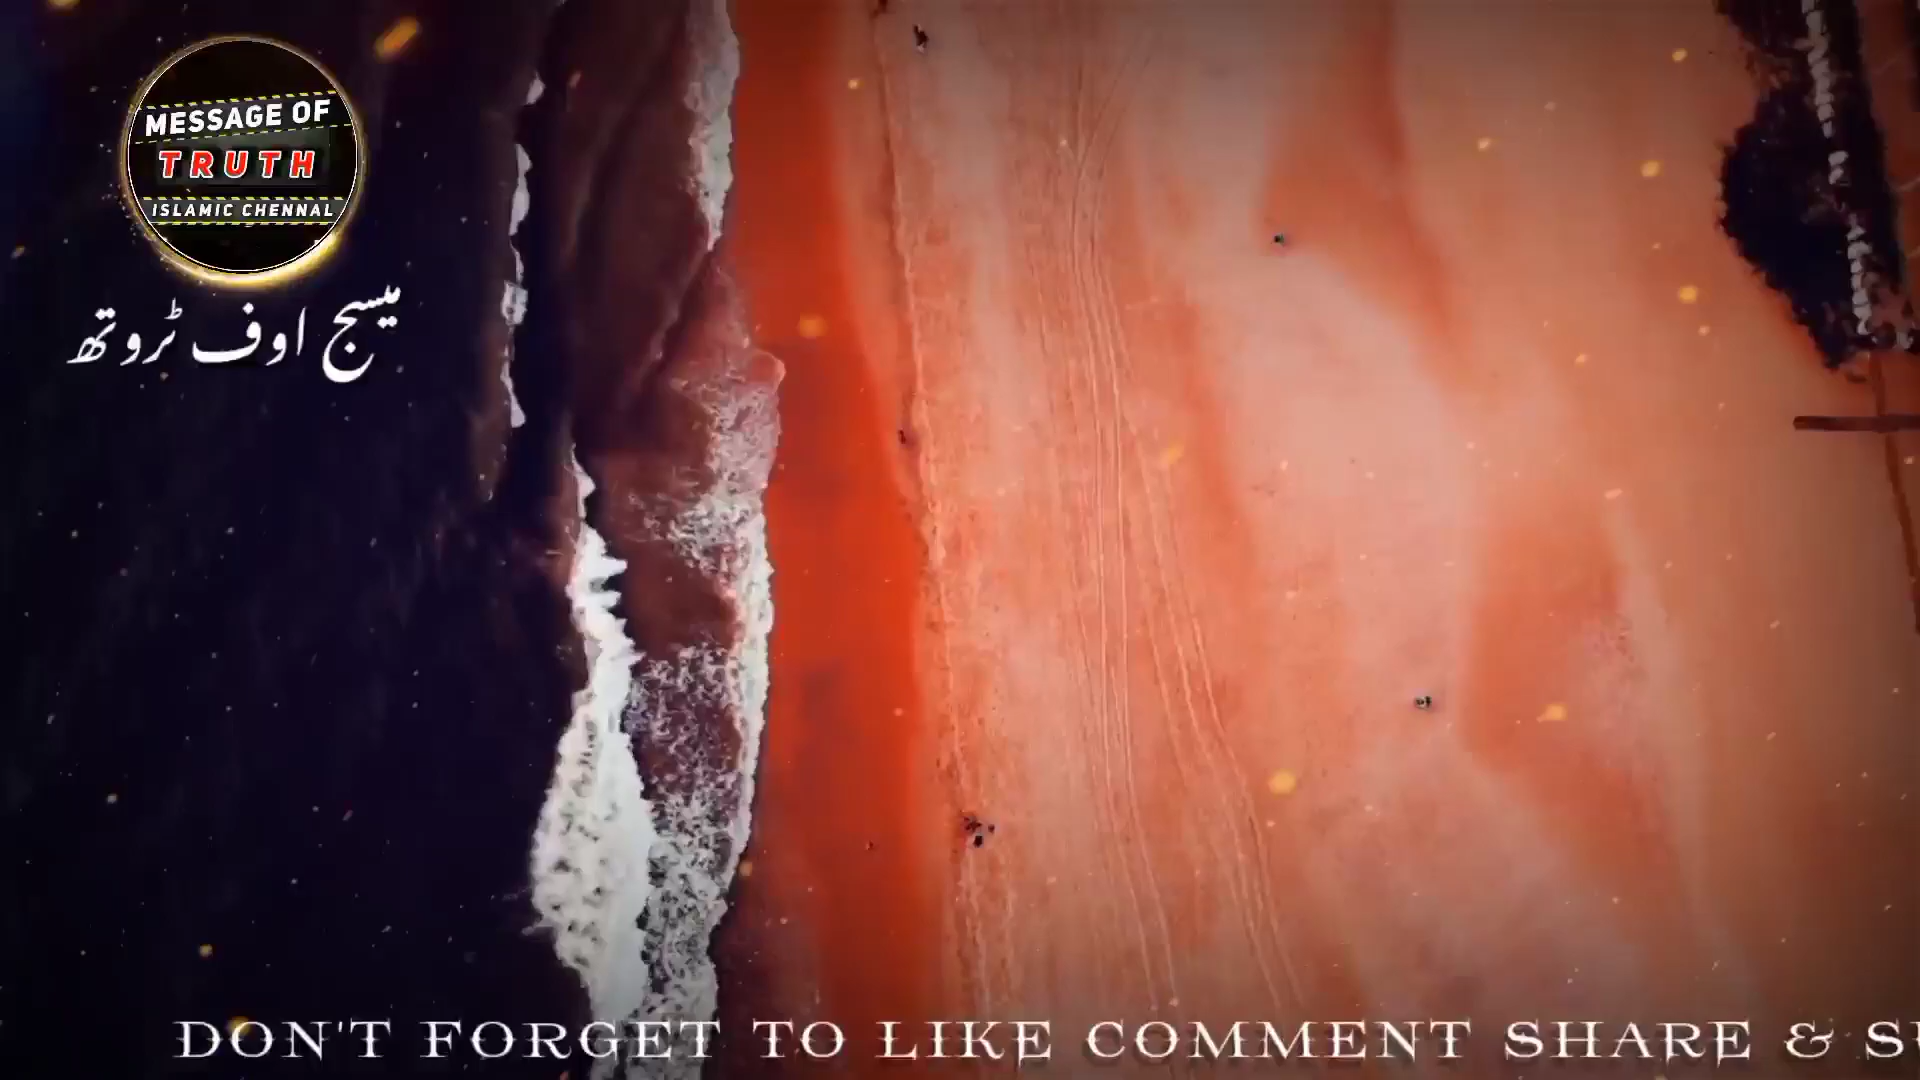 MESSAGE OF
TRUTH
ISLAMIC CHENNAL
میسج اوف ٹروتھ
DON'T FORGET TO LIKE COMMENT SHARE & S